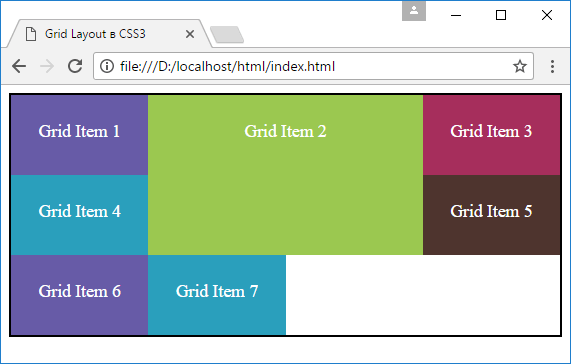 Grid Layout в CSS3
file:///D:/localhost/html/index.html
Grid Item 1
Grid Item 2
Grid Item 3
Grid Item 4
Grid Item 5
Grid Item 6
Grid Item 7